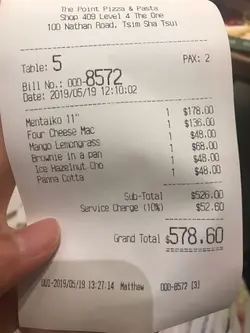 The Point Pizza & Pasta
Shop 409 Level 4 The One
100 Nathan Road, Tsim Sha Tsui
Table: 5 PAX: 2
Bill No.: 000-8572
Date: 2019/05/19 12:10:02
Mentaiko 11" 1 $178.00
Four Cheese Mac 1 $136.00
Mango Lemongrass 1 $48.00
Brownie in a pan 1 $68.00
Ice Hazelnut Cho 1 $48.00
Panna Cotta 1 $48.00
Sub-Total $526.00
Service Charge (10%) $52.60
Grand Total $578.60
001-2019/05/19 13:27:14 Matthew 000-8572 [3]